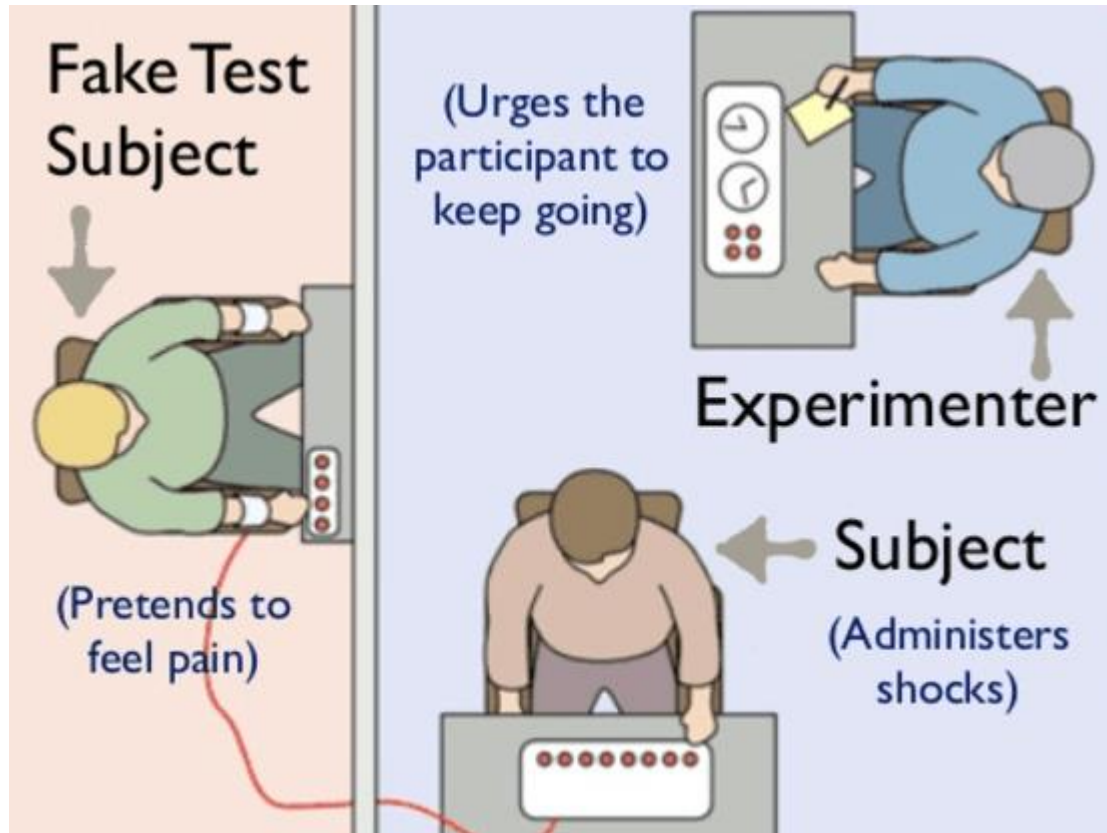 Fake Test
Subject
(Pretends to
feel pain)
(Urges the
participant to
keep going)
Experimenter
Subject
(Administers
shocks)